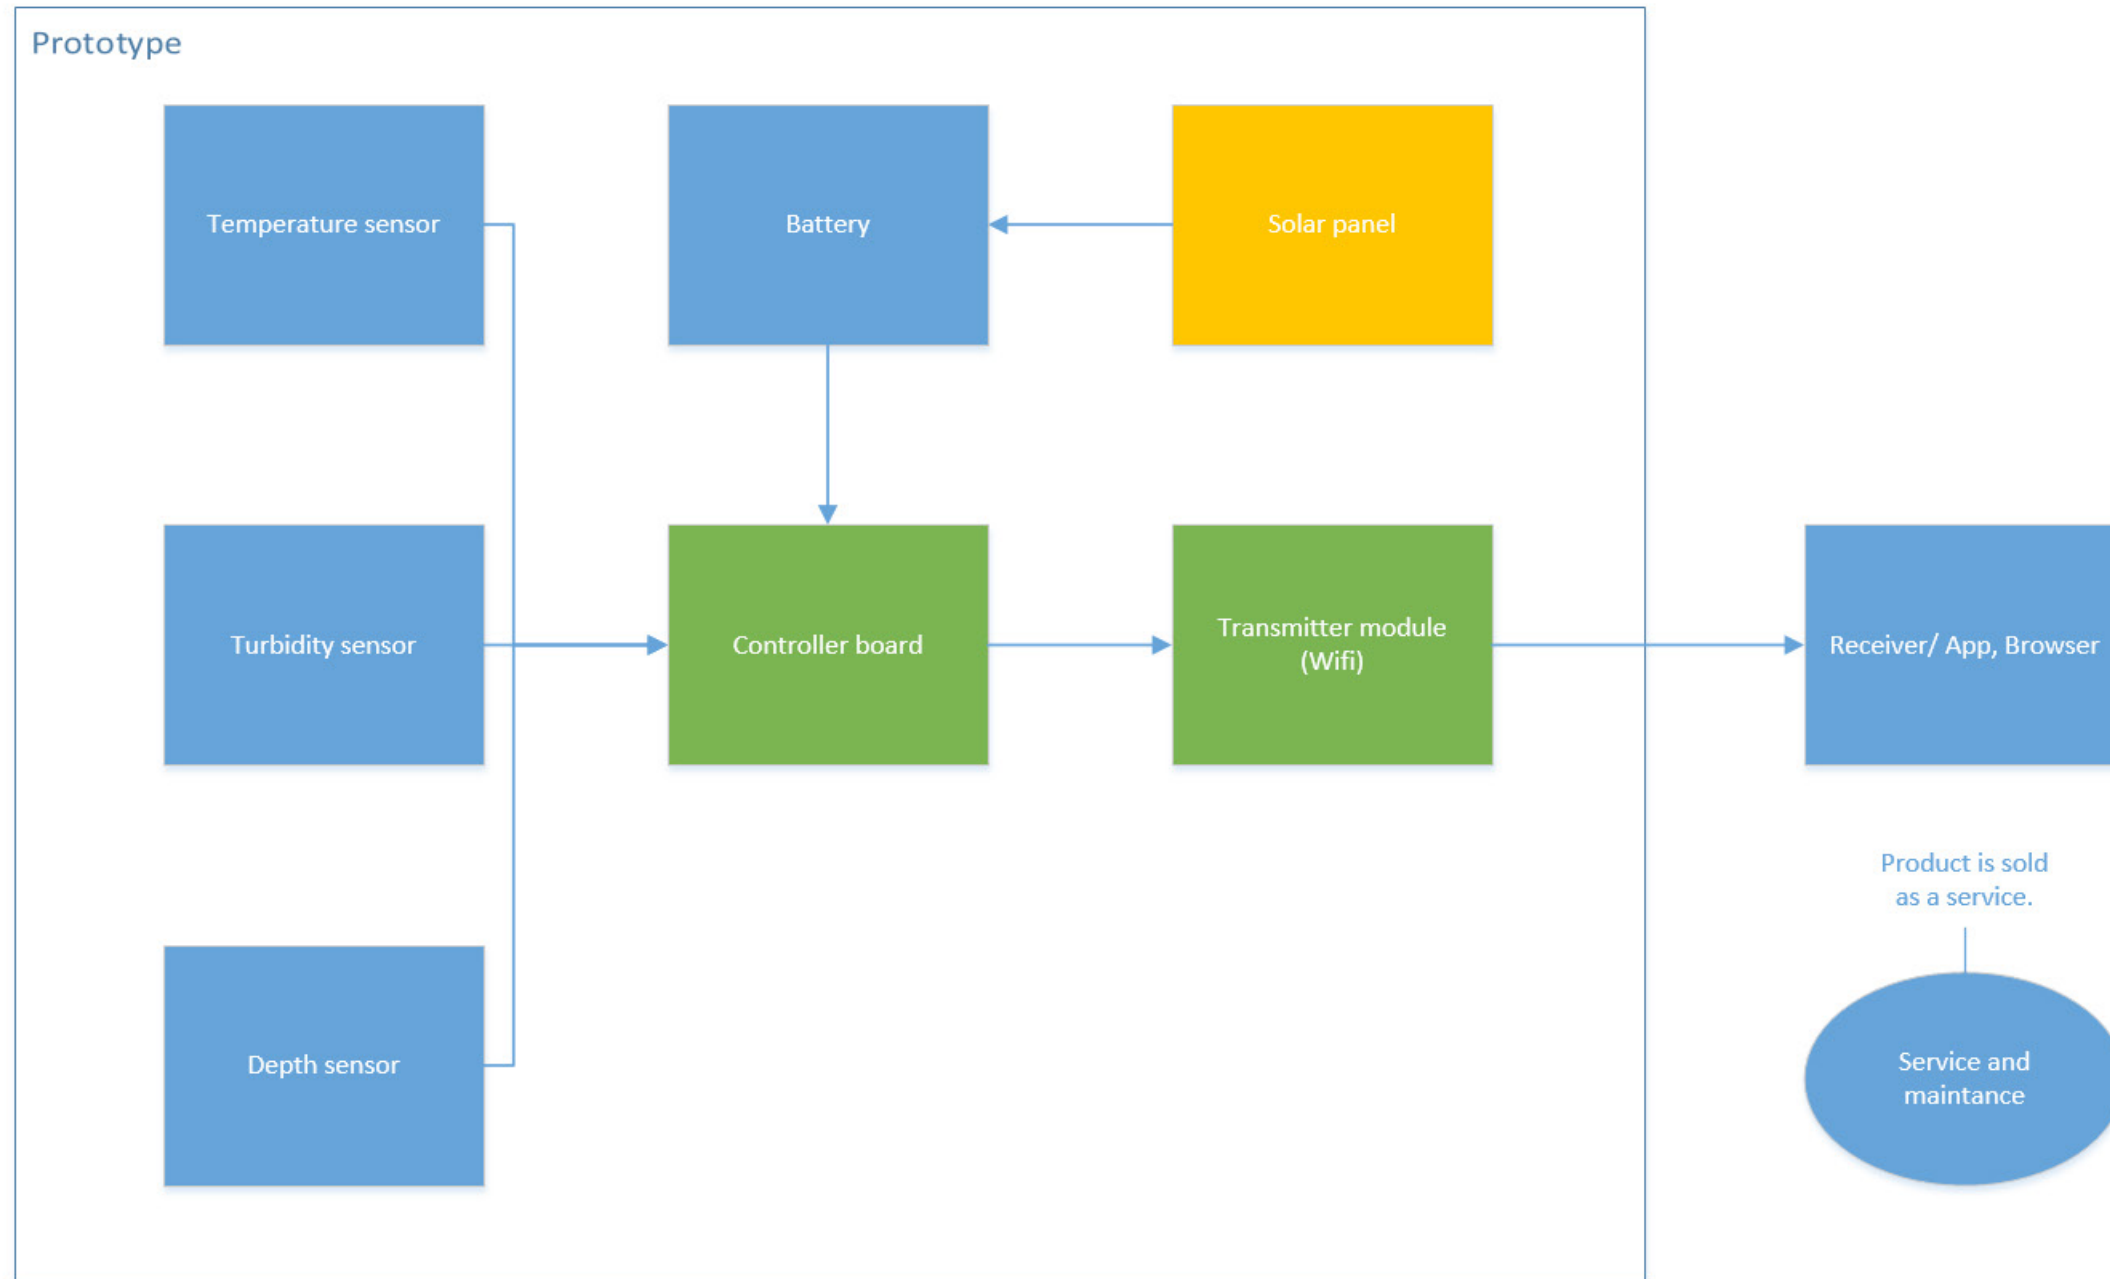 Prototype
Temperature sensor
Battery
Solar panel
Turbidity sensor
Controller board
Transmitter module
(Wifi)
Receiver/ App, Browser
Depth sensor
Product is sold
as a service.
Service and
maintance